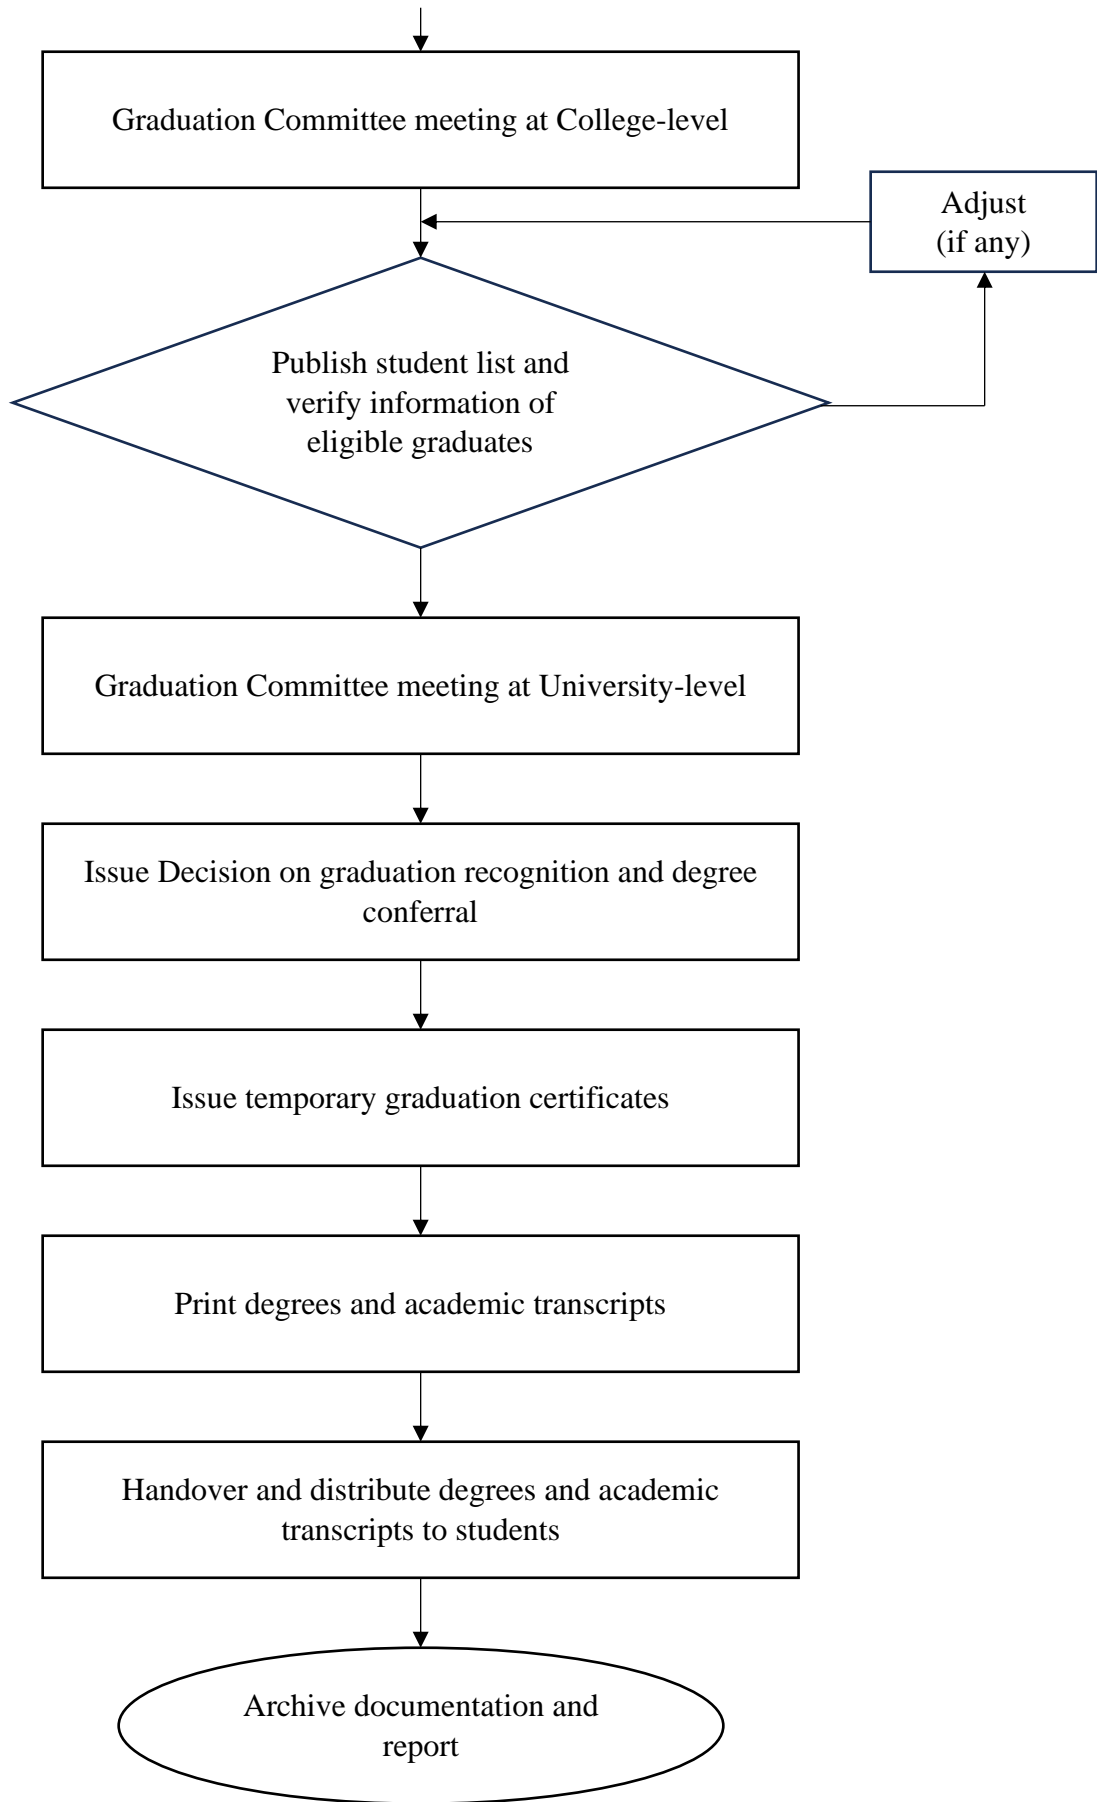 Graduation Committee meeting at College-level
Adjust
(if any)
Publish student list and
verify information of
eligible graduates
Graduation Committee meeting at University-level
Issue Decision on graduation recognition and degree
conferral
Issue temporary graduation certificates
Print degrees and academic transcripts
Handover and distribute degrees and academic
transcripts to students
Archive documentation and
report